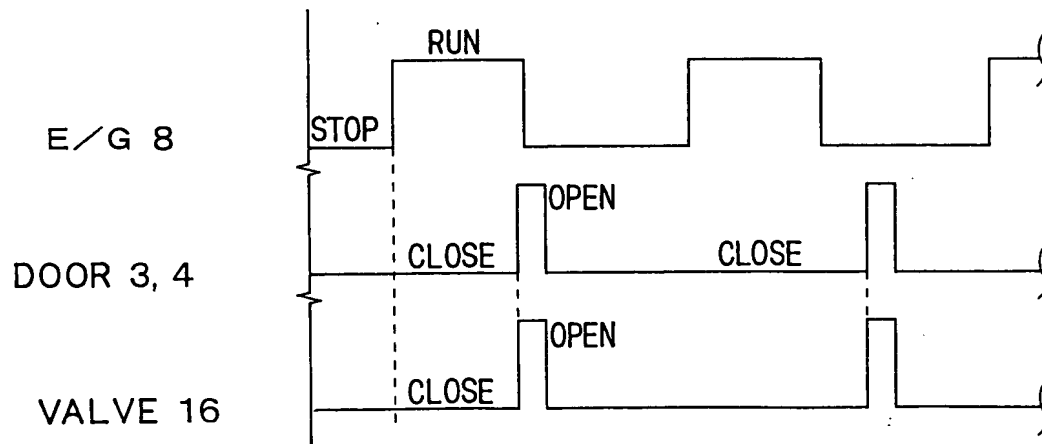 RUN
STOP
E/G 8
OPEN
CLOSE CLOSE
DOOR 3, 4
OPEN
CLOSE
VALVE 16